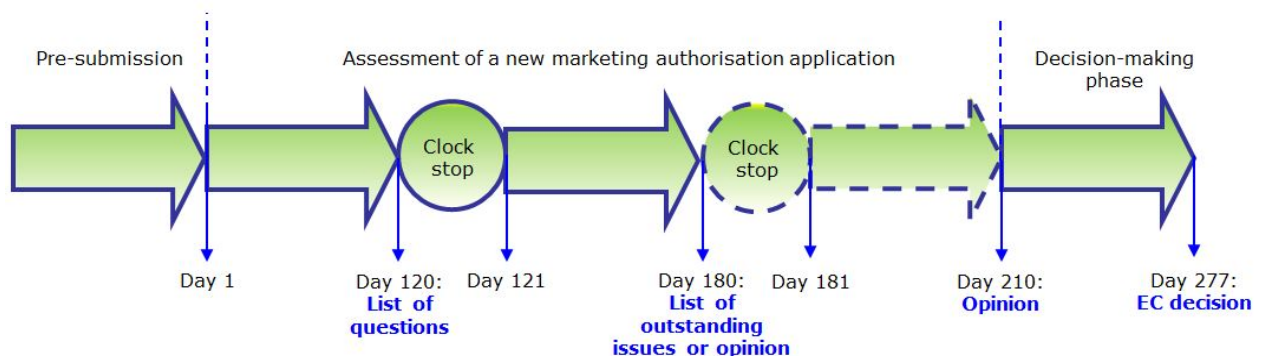 Pre-submission
Assessment of a new marketing authorisation application
Decision-making
phase
Clock
stop
Clock
stop
Day 1
Day 120:
List of
questions
Day 121
Day 180:
List of
outstanding
issues or opinion
Day 181
Day 210:
Opinion
Day 277:
EC decision